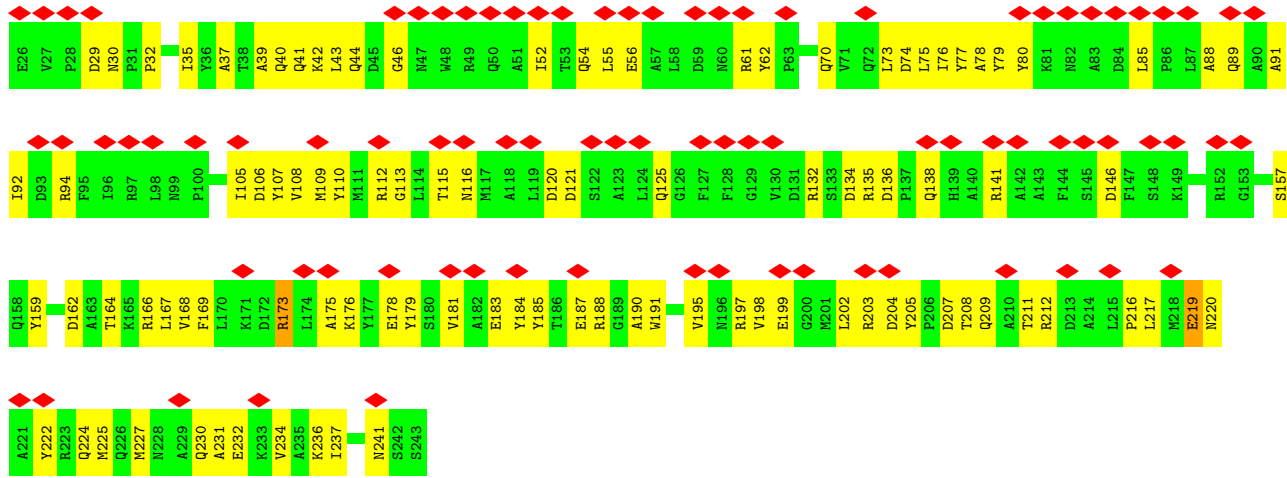 E26 V27 P28 D29 N30 P31 P32 I35 Y36 A37 T38 A39 Q40 Q41 K42 L43 Q44 D45 G46 N47 W48 R49 Q50 A51 I52 T53 Q54 L55 E56 A57 L58 D59 N60 R61 Y62 P63 Q70 V71 Q72 L73 D74 L75 I76 Y77 A78 Y79 Y80 K81 N82 A83 D84 L85 P86 L87 A88 Q89 A90 A91
I92 D93 R94 F95 I96 R97 L98 N99 P100 I105 D106 Y107 V108 M109 Y110 M111 R112 G113 L114 T115 N116 M117 A118 L119 D120 D121 S122 A123 L124 Q125 G126 F127 F128 G129 V130 D131 R132 S133 D134 R135 D136 P137 Q138 H139 A140 R141 A142 A143 F144 S145 D146 F147 S148 K149 R152 G153 S157
Q158 Y159 D162 A163 T164 K165 R166 L167 V168 F169 L170 K171 D172 R173 L174 A175 K176 Y177 E178 Y179 S180 V181 A182 E183 Y184 Y185 T186 E187 R188 G189 A190 W191 V195 N196 R197 V198 E199 G200 M201 L202 R203 D204 Y205 P206 D207 T208 Q209 A210 T211 R212 D213 A214 L215 P216 L217 M218 E219 N220
A221 Y222 R223 Q224 M225 Q226 M227 N228 A229 Q230 A231 E232 K233 V234 A235 K236 I237 N241 S242 S243